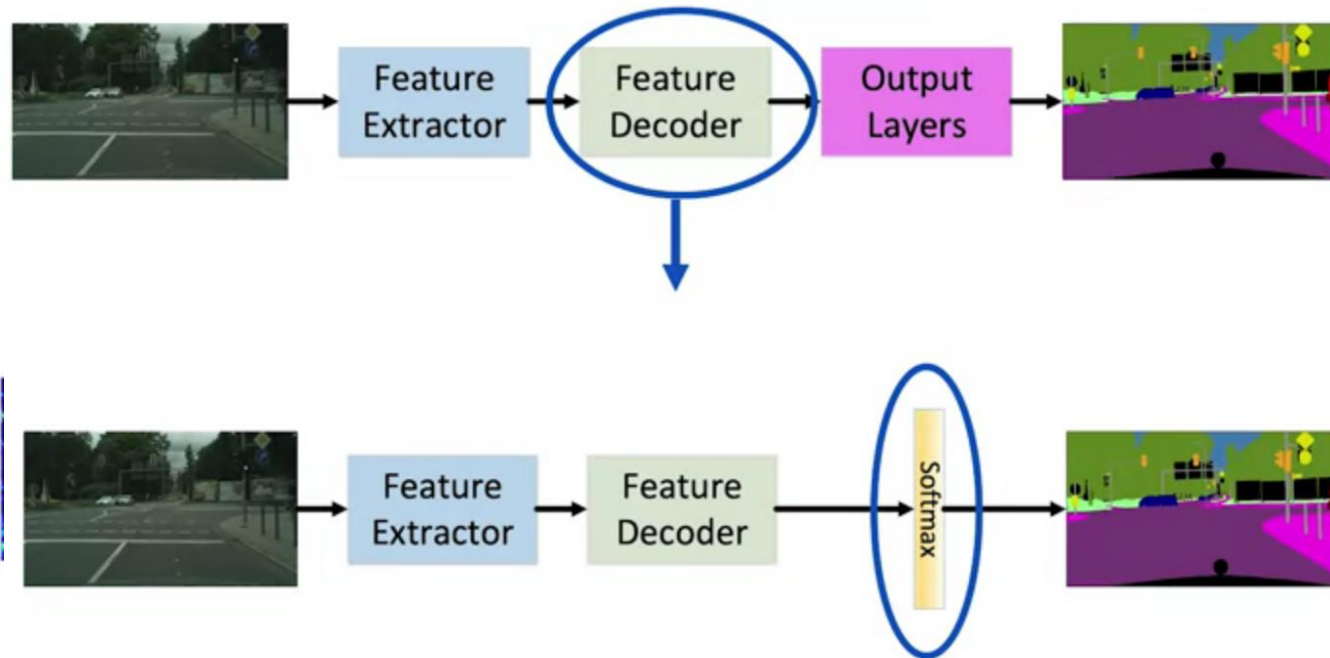 Feature
Extractor
Feature
Decoder
Output
Layers
Feature
Extractor
Feature
Decoder
Softmax